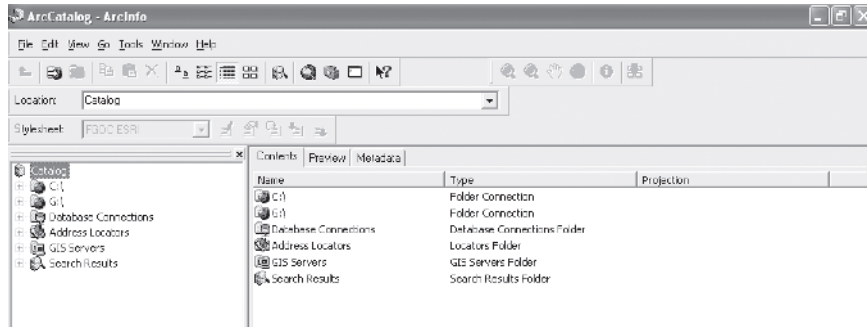 ArcCatalog - ArcInfo
File Edit View Go Tools Window Help
Location: Catalog
Stylesheet: FGDC ESRI
Contents Preview Metadata
Catalog
C:\
G:\
Database Connections
Address Locators
GIS Servers
Search Results
Name Type Projection
C:\ Folder Connection
G:\ Folder Connection
Database Connections Database Connections Folder
Address Locators Locators Folder
GIS Servers GIS Servers Folder
Search Results Search Results Folder